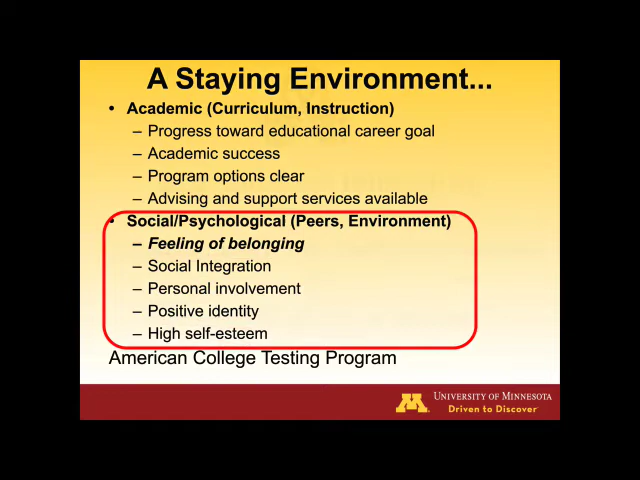 A Staying Environment...
• Academic (Curriculum, Instruction)
– Progress toward educational career goal
– Academic success
– Program options clear
– Advising and support services available
• Social/Psychological (Peers, Environment)
– Feeling of belonging
– Social Integration
– Personal involvement
– Positive identity
– High self-esteem
American College Testing Program
M UNIVERSITY OF MINNESOTA
Driven to Discover